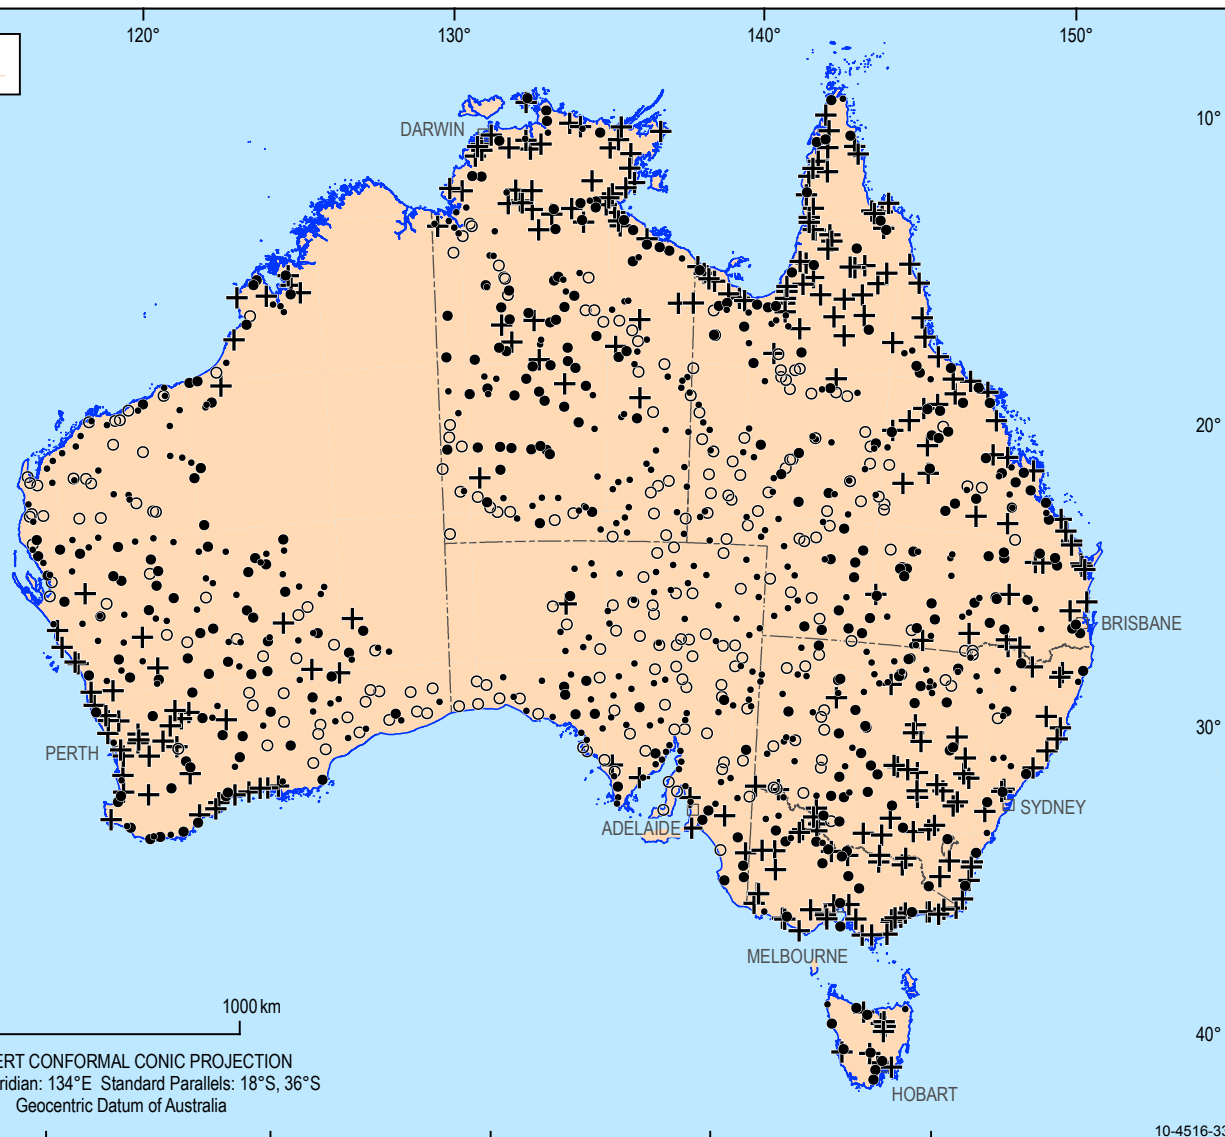 120°
130°
140°
150°
10°
DARWIN
20°
BRISBANE
30°
PERTH
SYDNEY
ADELAIDE
MELBOURNE
1000 km
40°
ERT CONFORMAL CONIC PROJECTION
ridian: 134°E Standard Parallels: 18°S, 36°S
Geocentric Datum of Australia
HOBART
10-4516-33